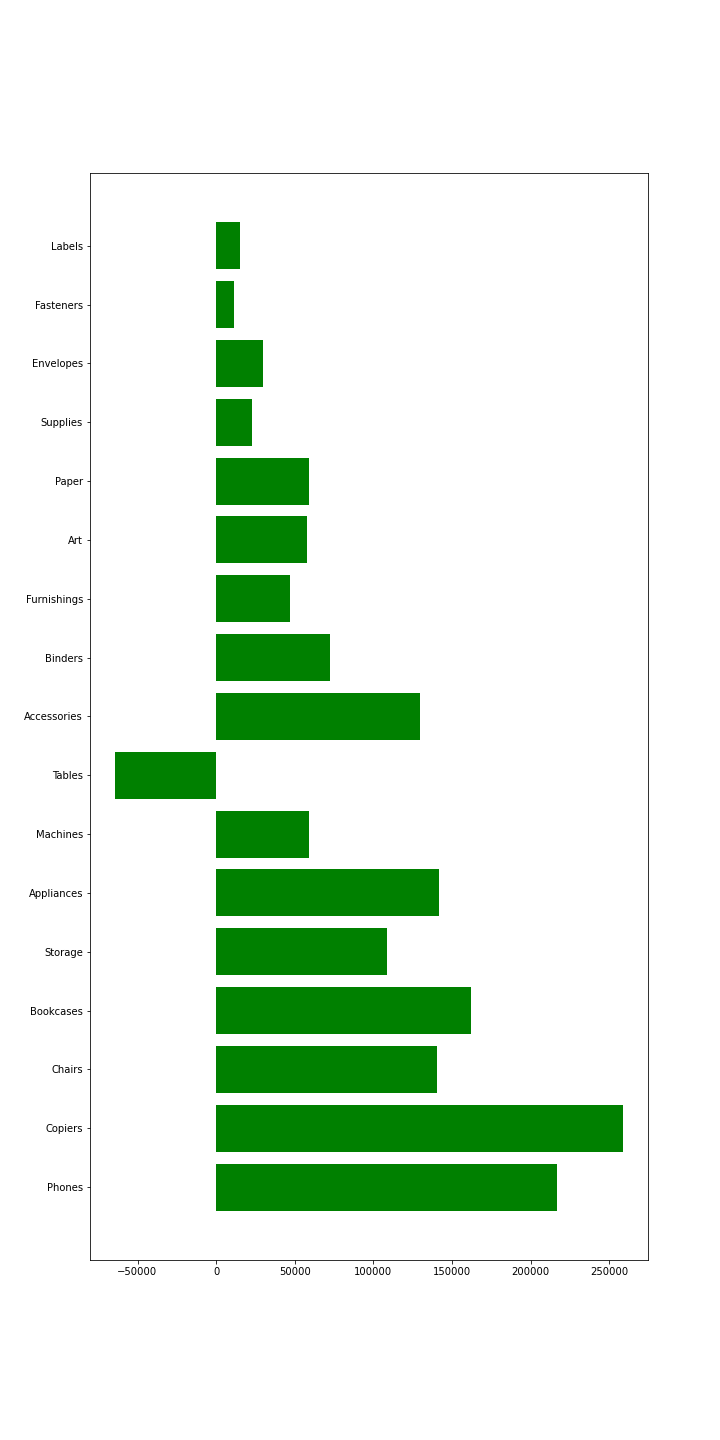 Labels
Fasteners
Envelopes
Supplies
Paper
Art
Furnishings
Binders
Accessories
Tables
Machines
Appliances
Storage
Bookcases
Chairs
Copiers
Phones
−50000 0 50000 100000 150000 200000 250000